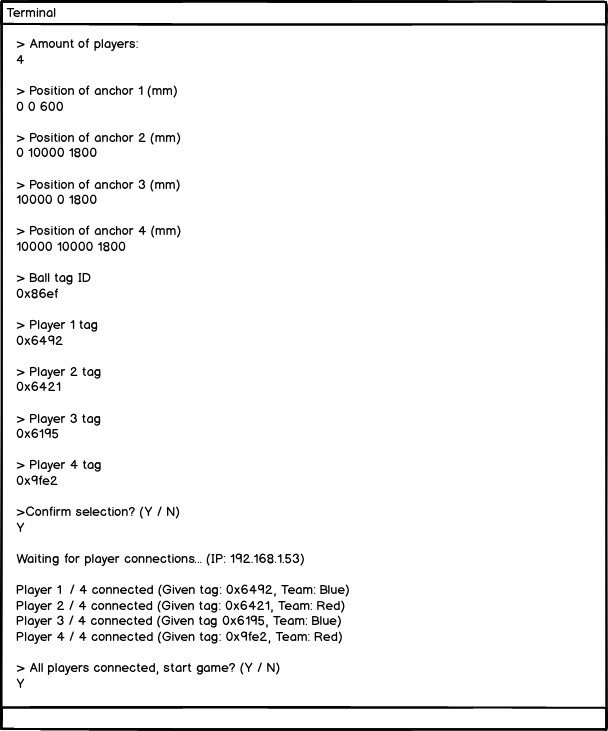 Terminal
> Amount of players:
4
> Position of anchor 1 (mm)
0 0 600
> Position of anchor 2 (mm)
0 10000 1800
> Position of anchor 3 (mm)
10000 0 1800
> Position of anchor 4 (mm)
10000 10000 1800
> Ball tag ID
0x86ef
> Player 1 tag
0x6492
> Player 2 tag
0x6421
> Player 3 tag
0x6195
> Player 4 tag
0x9fe2
>Confirm selection? (Y / N)
Y
Waiting for player connections... (IP: 192.168.1.53)
Player 1 / 4 connected (Given tag: 0x6492, Team: Blue)
Player 2 / 4 connected (Given tag: 0x6421, Team: Red)
Player 3 / 4 connected (Given tag 0x6195, Team: Blue)
Player 4 / 4 connected (Given tag: 0x9fe2, Team: Red)
> All players connected, start game? (Y / N)
Y